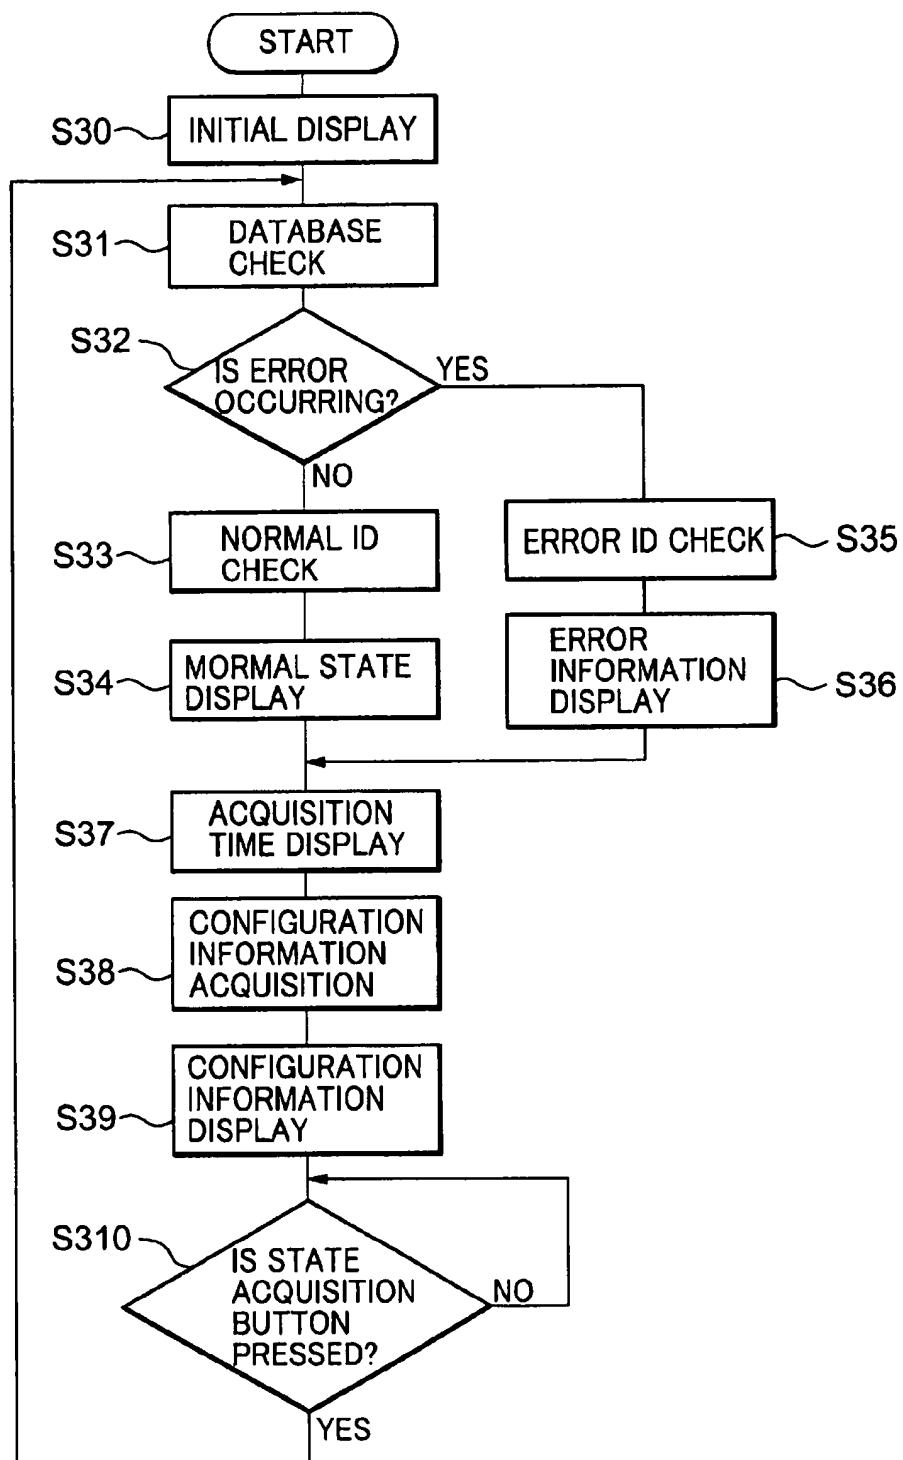 START
S30
INITIAL DISPLAY
S31
DATABASE
CHECK
S32
IS ERROR
OCCURRING?
YES
NO
S33
NORMAL ID
CHECK
ERROR ID CHECK
S35
S34
MORMAL STATE
DISPLAY
ERROR
INFORMATION
DISPLAY
S36
S37
ACQUISITION
TIME DISPLAY
S38
CONFIGURATION
INFORMATION
ACQUISITION
S39
CONFIGURATION
INFORMATION
DISPLAY
S310
IS STATE
ACQUISITION
BUTTON
PRESSED?
NO
YES